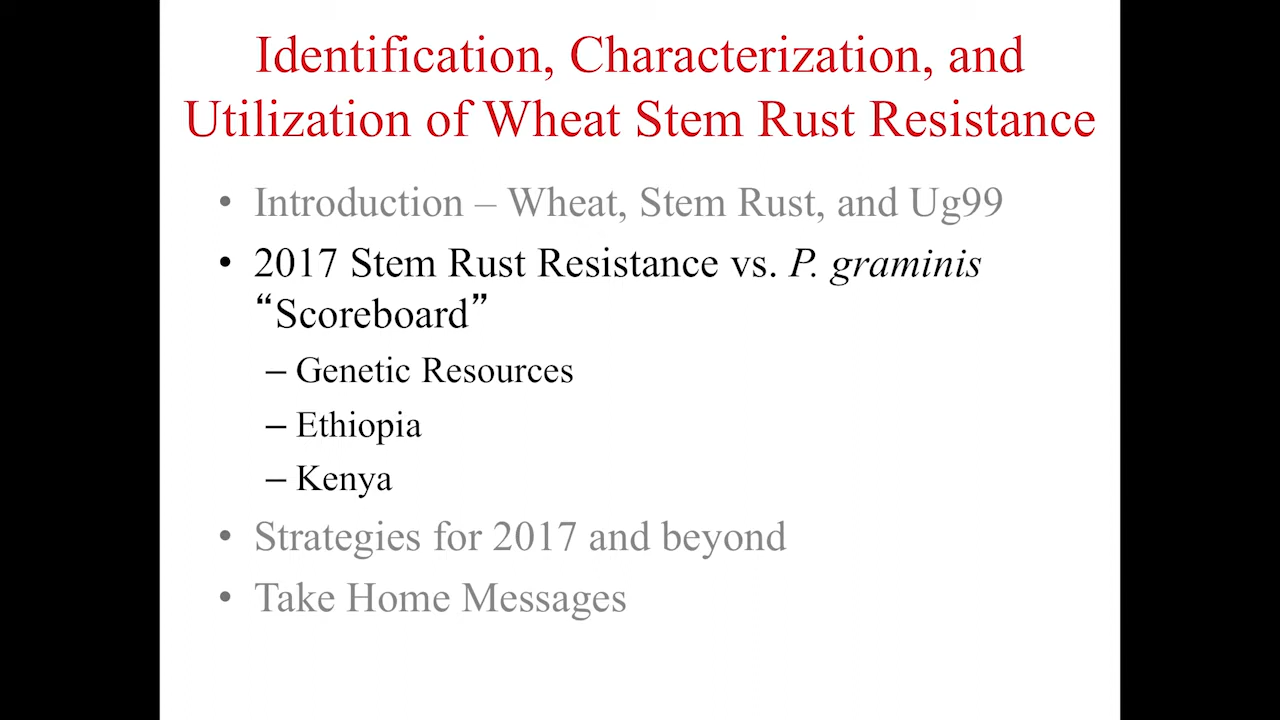 Identification, Characterization, and
Utilization of Wheat Stem Rust Resistance
• Introduction – Wheat, Stem Rust, and Ug99
• 2017 Stem Rust Resistance vs. P. graminis
“Scoreboard”
– Genetic Resources
– Ethiopia
– Kenya
• Strategies for 2017 and beyond
• Take Home Messages